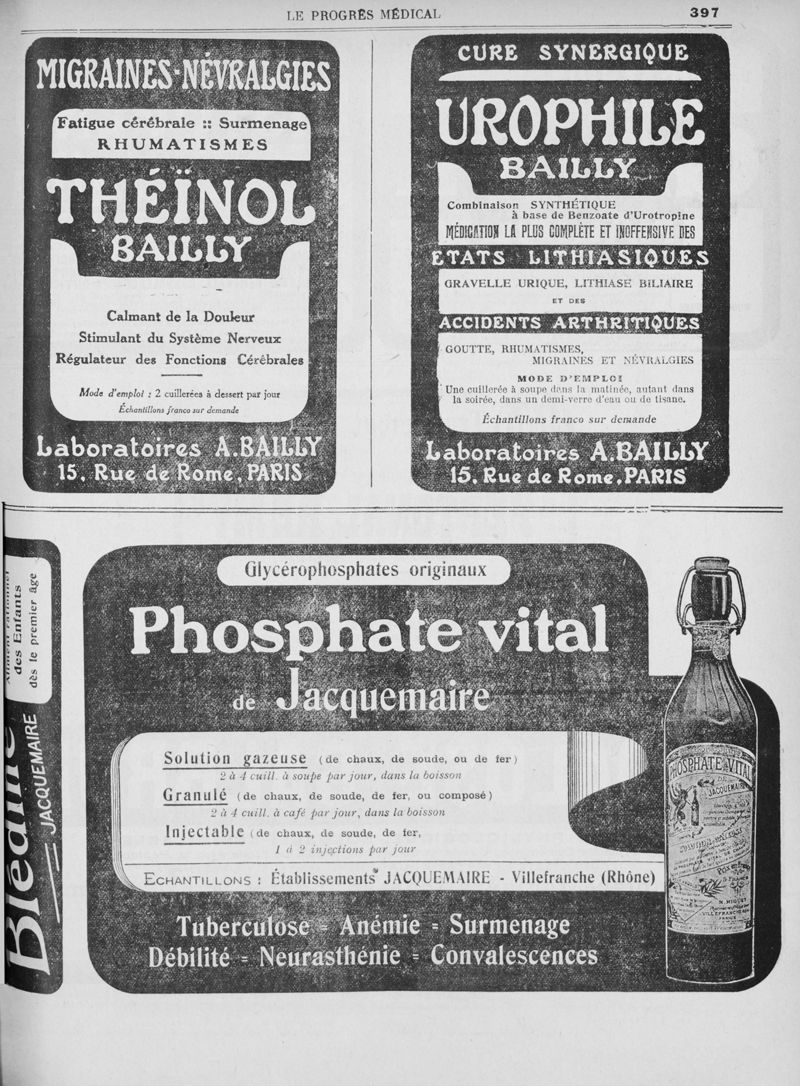 LE PROGRÈS MÉDICAL
397
MIGRAINES-NÉVRALGIES
Fatigue cérébrale :: Surmenage
RHUMATISMES
THÉÏNOL
BAILLY
Calmant de la Douleur
Stimulant du Système Nerveux
Régulateur des Fonctions Cérébrales
Mode d'emploi : 2 cuillerées à dessert par jour
Échantillons franco sur demande
Laboratoires A. BAILLY
15, Rue de Rome, PARIS
CURE SYNERGIQUE
UROPHILE
BAILLY
Combinaison SYNTHÉTIQUE
à base de Benzoate d'Urotropine
MÉDICATION LA PLUS COMPLÈTE ET INOFFENSIVE DES
ETATS LITHIASIQUES
GRAVELLE URIQUE, LITHIASE BILIAIRE
ET DES
ACCIDENTS ARTHRITIQUES
GOUTTE, RHUMATISMES,
MIGRAINES ET NÉVRALGIES
MODE D'EMPLOI
Une cuillerée à soupe dans la matinée, autant dans
la soirée, dans un demi-verre d'eau ou de tisane.
Échantillons franco sur demande
Laboratoires A. BAILLY
15, Rue de Rome, PARIS
Aliment rationnel
des Enfants
dès le premier âge
Blédine
JACQUEMAIRE
Glycérophosphates originaux
Phosphate vital
de Jacquemaire
Solution gazeuse (de chaux, de soude, ou de fer)
2 à 4 cuill. à soupe par jour, dans la boisson
Granulé (de chaux, de soude, de fer, ou composé)
2 à 4 cuill. à café par jour, dans la boisson
Injectable (de chaux, de soude, de fer,
1 à 2 injections par jour
ECHANTILLONS : Établissements JACQUEMAIRE - Villefranche (Rhône)
Tuberculose = Anémie = Surmenage
Débilité = Neurasthénie = Convalescences
PHOSPHATE VITAL
DE
JACQUEMAIRE
SOLUTION GAZEUSE
VILLEFRANCHE